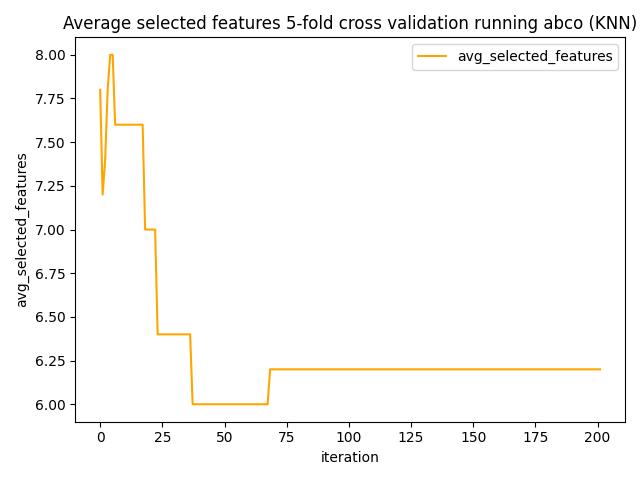 Average selected features 5-fold cross validation running abco (KNN)
avg_selected_features
8.00
7.75
7.50
7.25
7.00
6.75
6.50
6.25
6.00
avg_selected_features
0 25 50 75 100 125 150 175 200
iteration